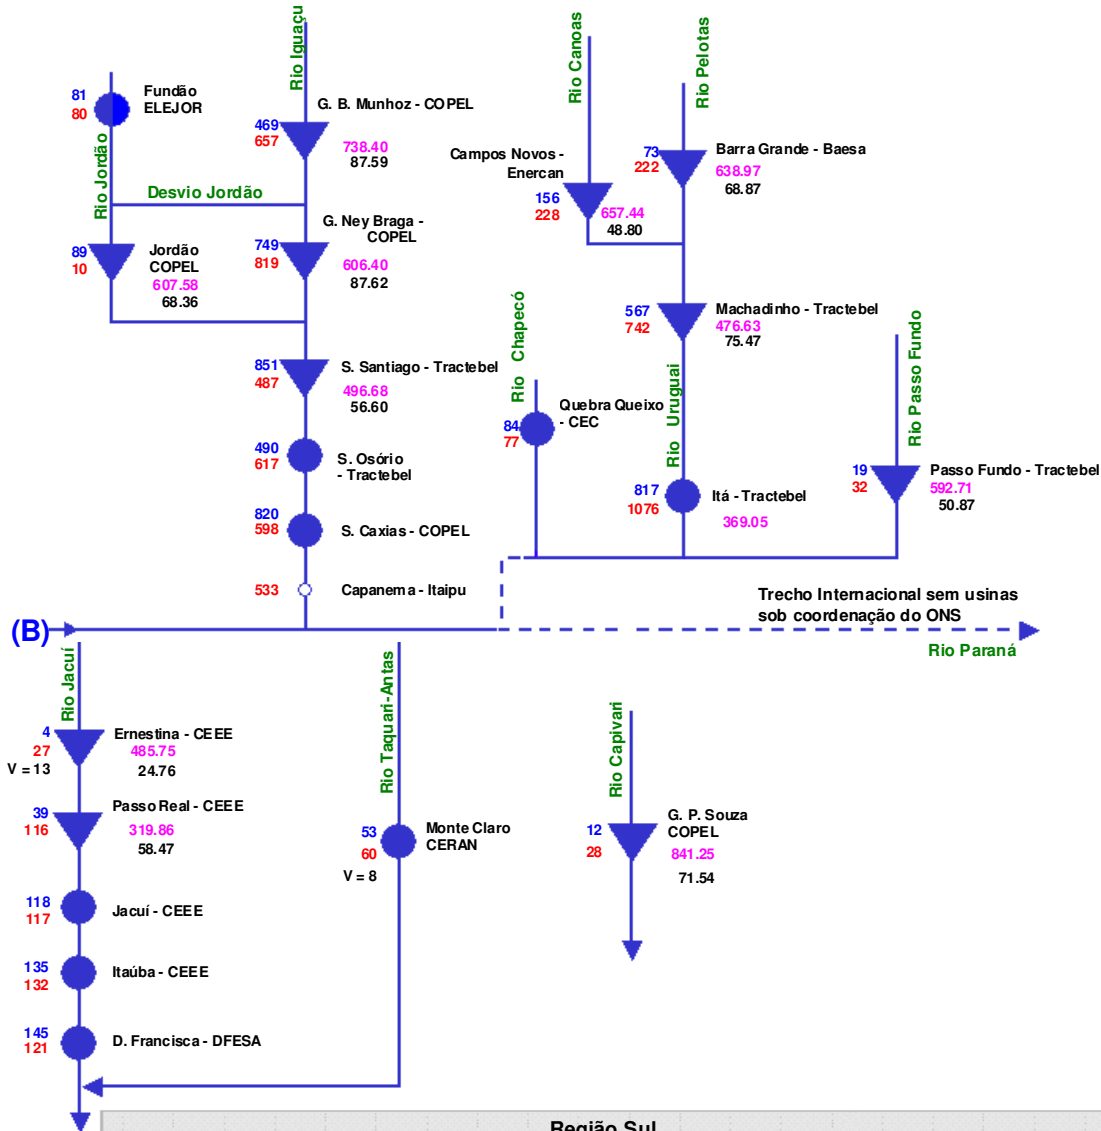 Rio Iguaçu
Rio Canoas
Rio Pelotas
81
80
Fundão
ELEJOR
Rio Jordão
G. B. Munhoz - COPEL
469
657
738.40
87.59
Desvio Jordão
89
10
Jordão
COPEL
607.58
68.36
G. Ney Braga -
COPEL
749
819
606.40
87.62
851
487
S. Santiago - Tractebel
496.68
56.60
490
617
S. Osório
- Tractebel
820
598
S. Caxias - COPEL
533
Capanema - Itaipu
Campos Novos -
Enercan
156
228
657.44
48.80
73
222
Barra Grande - Baesa
638.97
68.87
567
742
Machadinho - Tractebel
476.63
75.47
Rio Chapecó
84
77
Quebra Queixo
- CEC
Rio Uruguai
817
1076
Itá - Tractebel
369.05
Rio Passo Fundo
19
32
Passo Fundo - Tractebel
592.71
50.87
Trecho Internacional sem usinas
sob coordenação do ONS
(B)
Rio Paraná
Rio Jacuí
4
27
V = 13
Ernestina - CEEE
485.75
24.76
39
116
Passo Real - CEEE
319.86
58.47
118
117
Jacuí - CEEE
135
132
Itaúba - CEEE
145
121
D. Francisca - DFESA
Rio Taquari-Antas
53
60
V = 8
Monte Claro
CERAN
Rio Capivari
12
28
G. P. Souza
COPEL
841.25
71.54
Região Sul